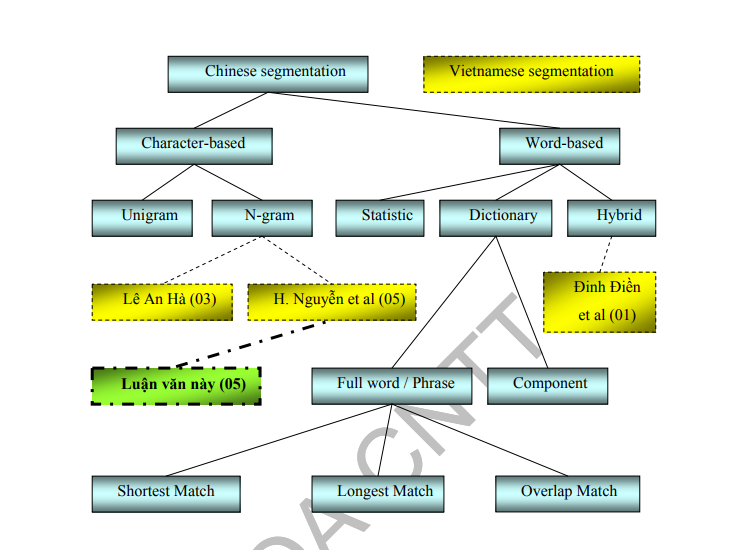 Chinese segmentation
Vietnamese segmentation
Character-based
Word-based
Unigram
N-gram
Statistic
Dictionary
Hybrid
Lê An Hà (03)
H. Nguyễn et al (05)
Đinh Điền
et al (01)
Luận văn này (05)
Full word / Phrase
Component
Shortest Match
Longest Match
Overlap Match
OA CNTT